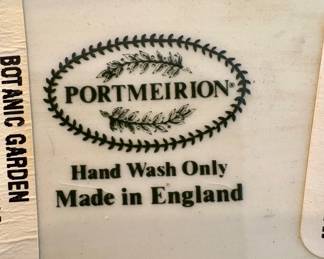 BOTANIC GARDEN
PORTMEIRION®
Hand Wash Only
Made in England